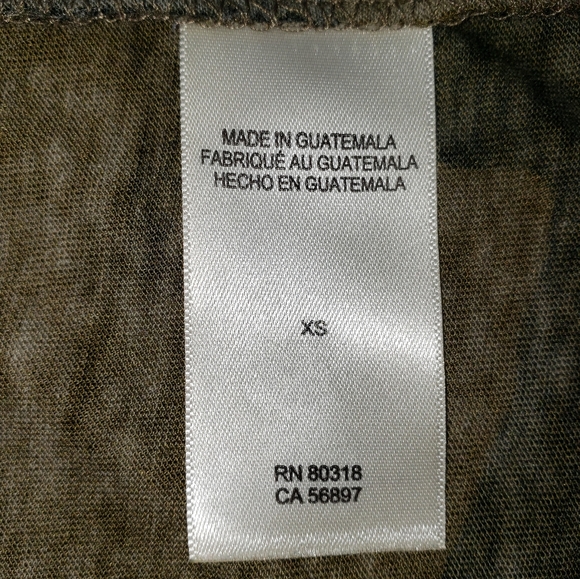 MADE IN GUATEMALA
FABRIQUÉ AU GUATEMALA
HECHO EN GUATEMALA
XS
RN 80318
CA 56897